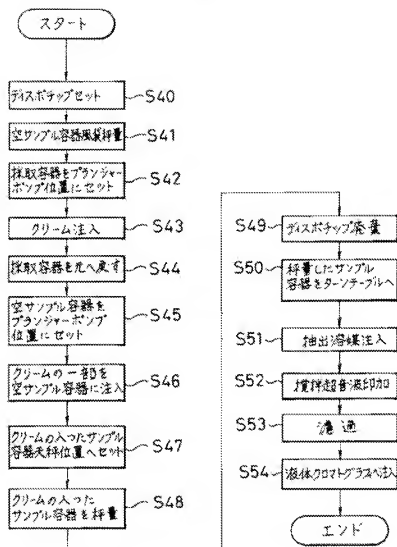 スタート
ディスポチップセット
S40
空サンプル容器風袋秤量
S41
採取容器をプランジャー
ポンプ位置にセット
S42
クリーム注入
S43
採取容器を元へ戻す
S44
空サンプル容器を
プランジャーポンプ
位置にセット
S45
クリームの一部を
空サンプル容器に注入
S46
クリームの入ったサンプル
容器天秤位置へセット
S47
クリームの入った
サンプル容器を秤量
S48
S49
ディスポチップ廃棄
S50
秤量したサンプル
容器をターンテーブルへ
S51
抽出溶媒注入
S52
攪拌超音波印加
S53
濾過
S54
液体クロマトグラフへ注入
エンド